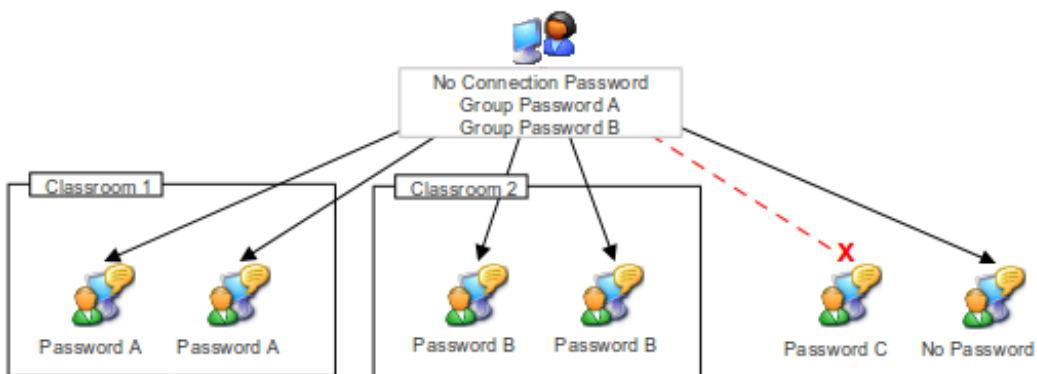 No Connection Password
Group Password A
Group Password B
Classroom 1
Classroom 2
Password A
Password A
Password B
Password B
Password C
No Password
X